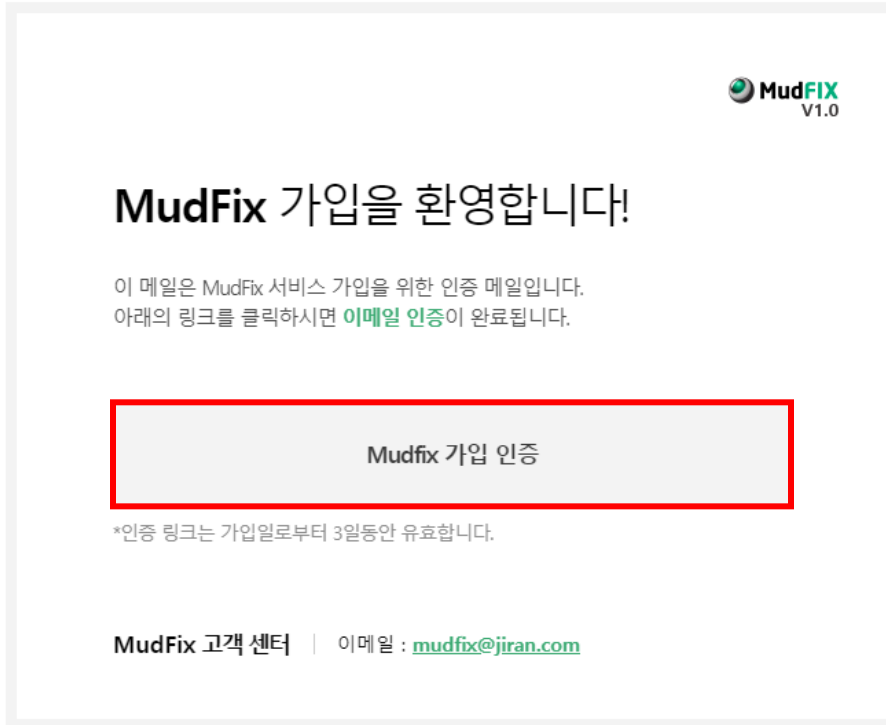 MudFIX
V1.0
MudFix 가입을 환영합니다!
이 메일은 MudFix 서비스 가입을 위한 인증 메일입니다.
아래의 링크를 클릭하시면 이메일 인증이 완료됩니다.
Mudfix 가입 인증
*인증 링크는 가입일로부터 3일동안 유효합니다.
MudFix 고객 센터 | 이메일 : mudfix@jiran.com